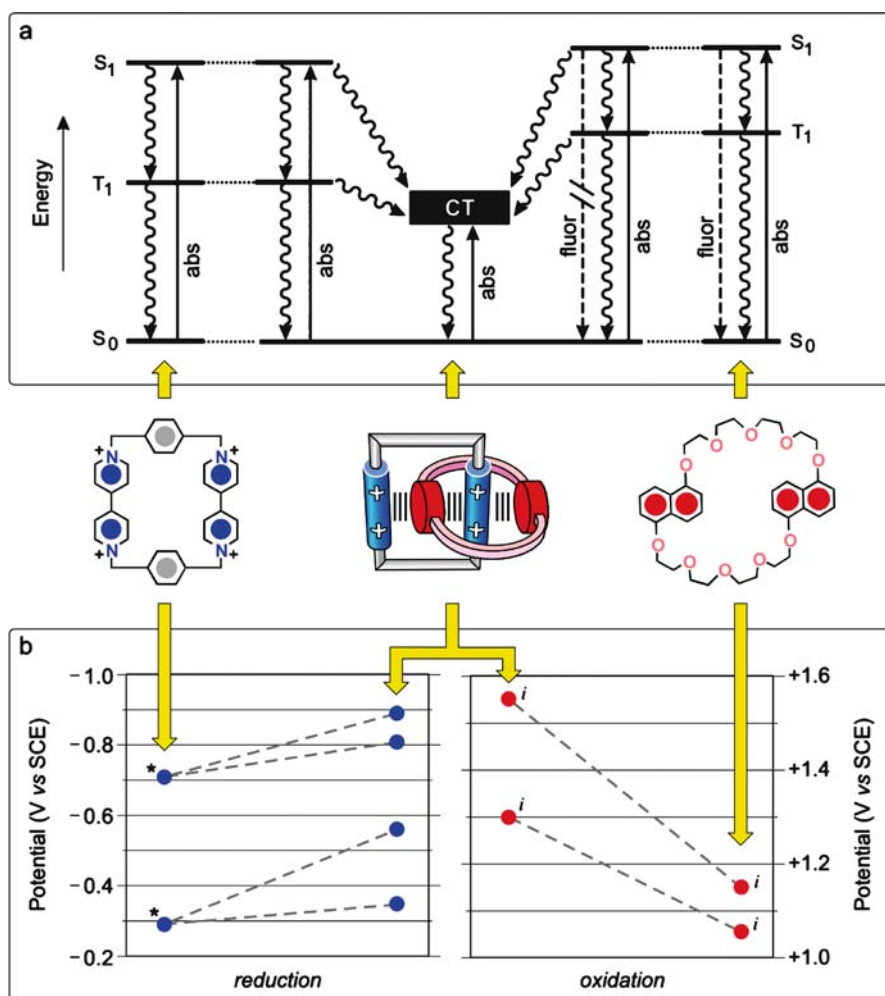 a
S1
S1
T1
T1
Energy
CT
abs
abs
abs
fluor
abs
fluor
abs
S0
S0
+N
N+
+N
N+
O
O
O
O
O
O
O
O
O
O
+ +
+ +
b
−1.0
−0.8
−0.6
−0.4
−0.2
Potential (V vs SCE)
*
*
reduction
i
i
i
i
oxidation
+1.6
+1.4
+1.2
+1.0
Potential (V vs SCE)